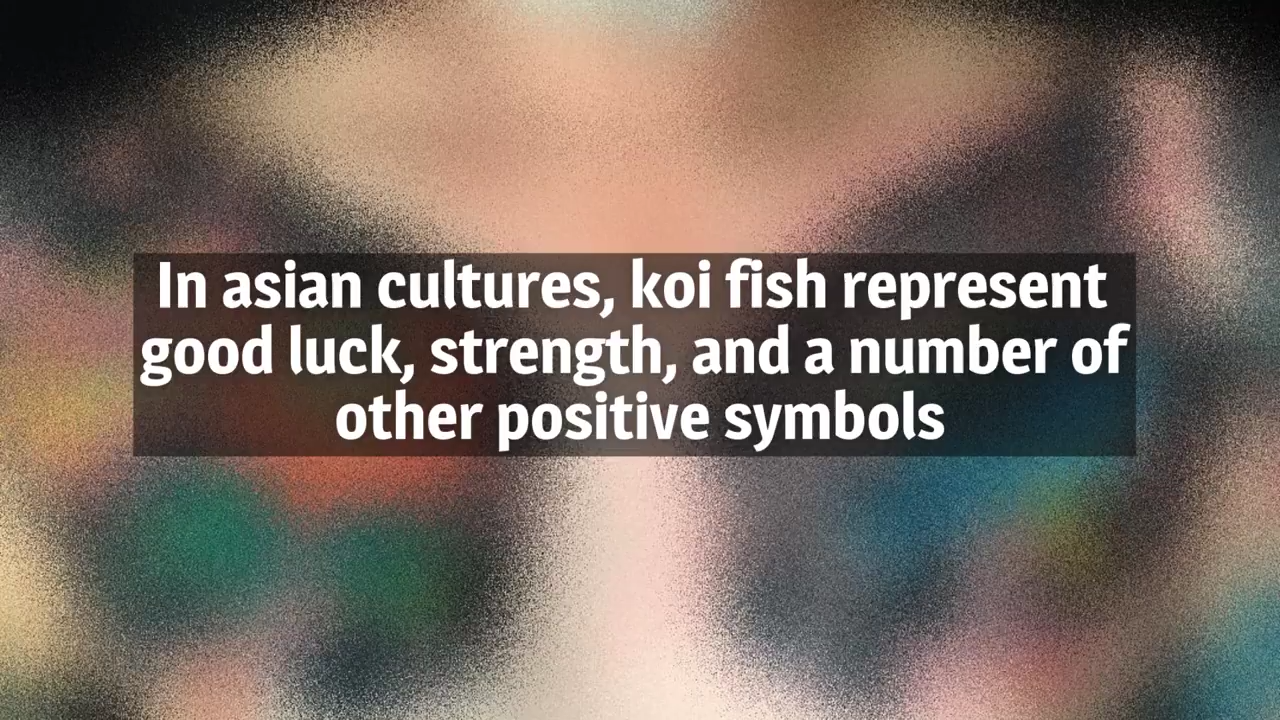 In asian cultures, koi fish represent
good luck, strength, and a number of
other positive symbols